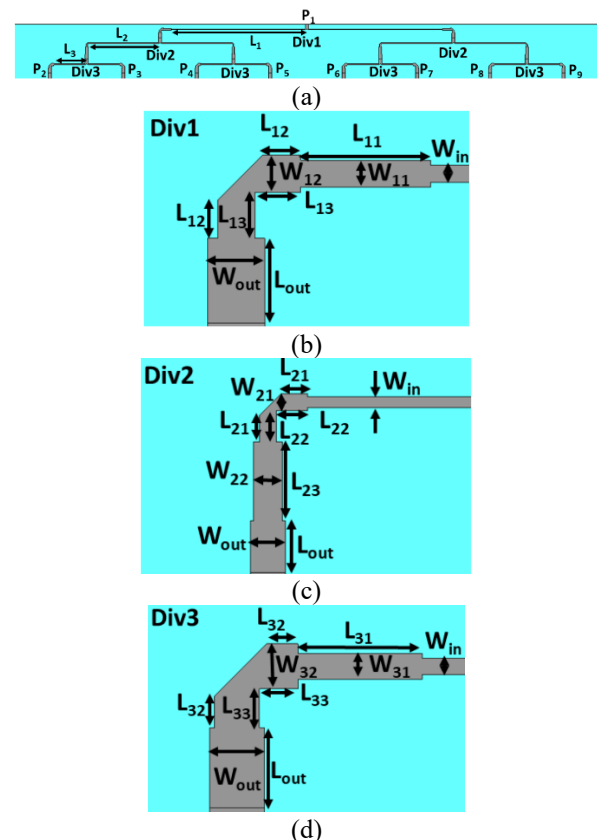 P1
L2
L1
Div1
L3
Div2
Div2
P2
Div3
P3
P4
Div3
P5
P6
Div3
P7
P8
Div3
P9
(a)
Div1
L12
L11
Win
W12
W11
L12
L13
L13
Wout
Lout
(b)
Div2
L21
Win
W21
L21
L22
L22
W22
L23
Wout
Lout
(c)
Div3
L32
L31
Win
W32
W31
L32
L33
L33
Wout
Lout
(d)